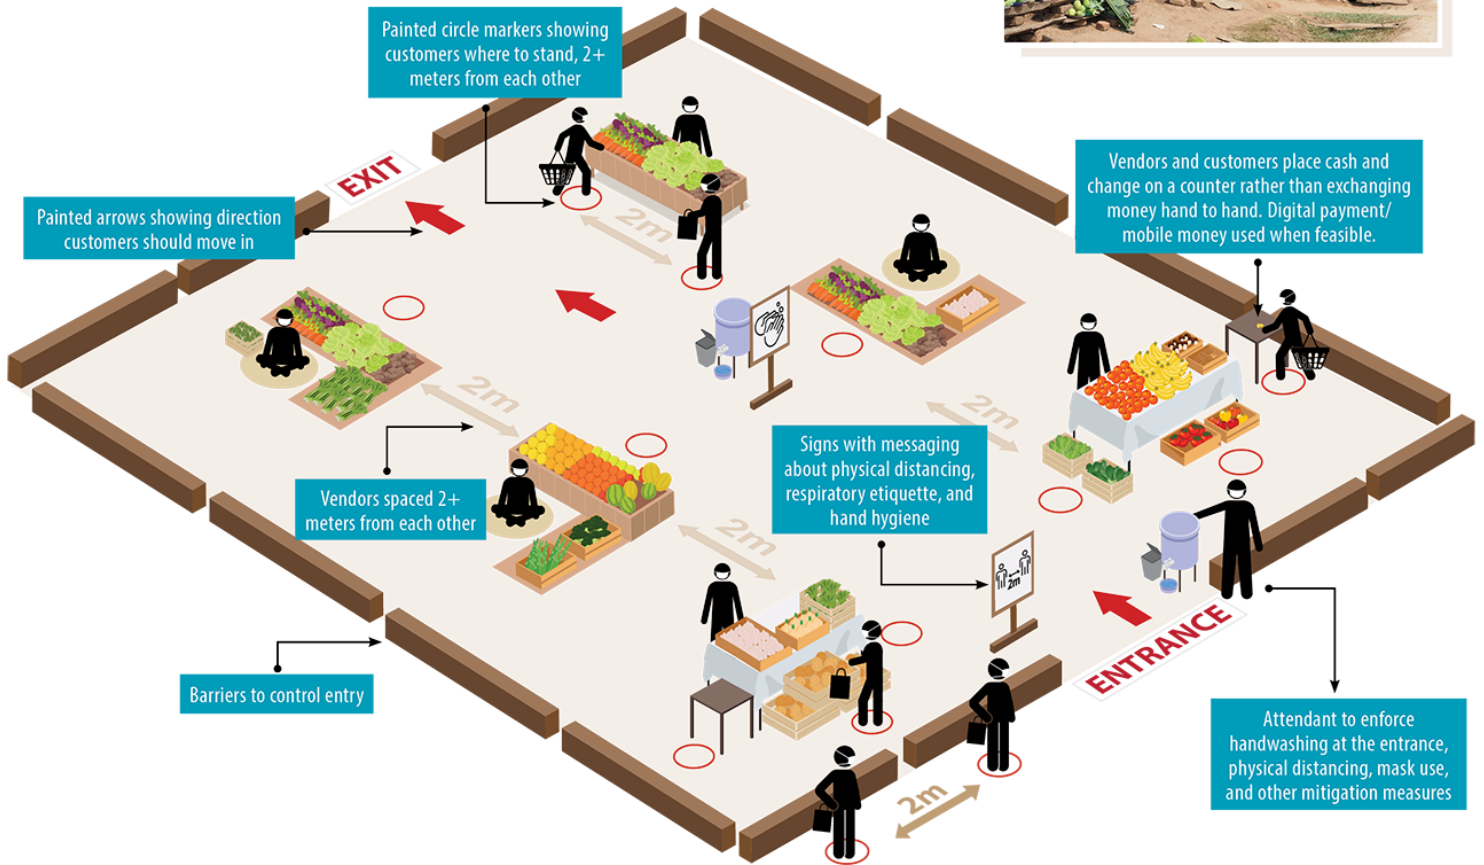 Painted circle markers showing
customers where to stand, 2+
meters from each other
EXIT
Painted arrows showing direction
customers should move in
Vendors and customers place cash and
change on a counter rather than exchanging
money hand to hand. Digital payment/
mobile money used when feasible.
2m
2m
2m
Vendors spaced 2+
meters from each other
Signs with messaging
about physical distancing,
respiratory etiquette, and
hand hygiene
2m
2m
ENTRANCE
Barriers to control entry
Attendant to enforce
handwashing at the entrance,
physical distancing, mask use,
and other mitigation measures
2m